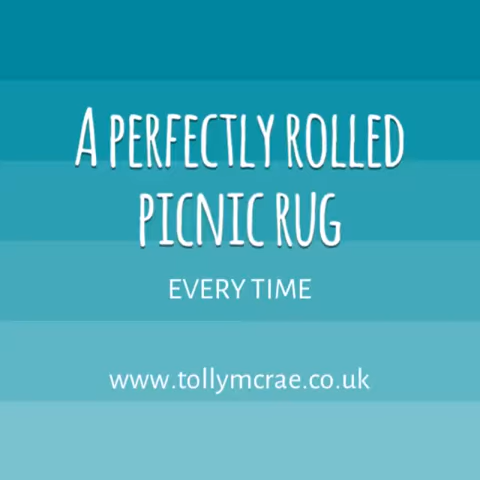 A PERFECTLY ROLLED
PICNIC RUG
EVERY TIME
www.tollymcrae.co.uk